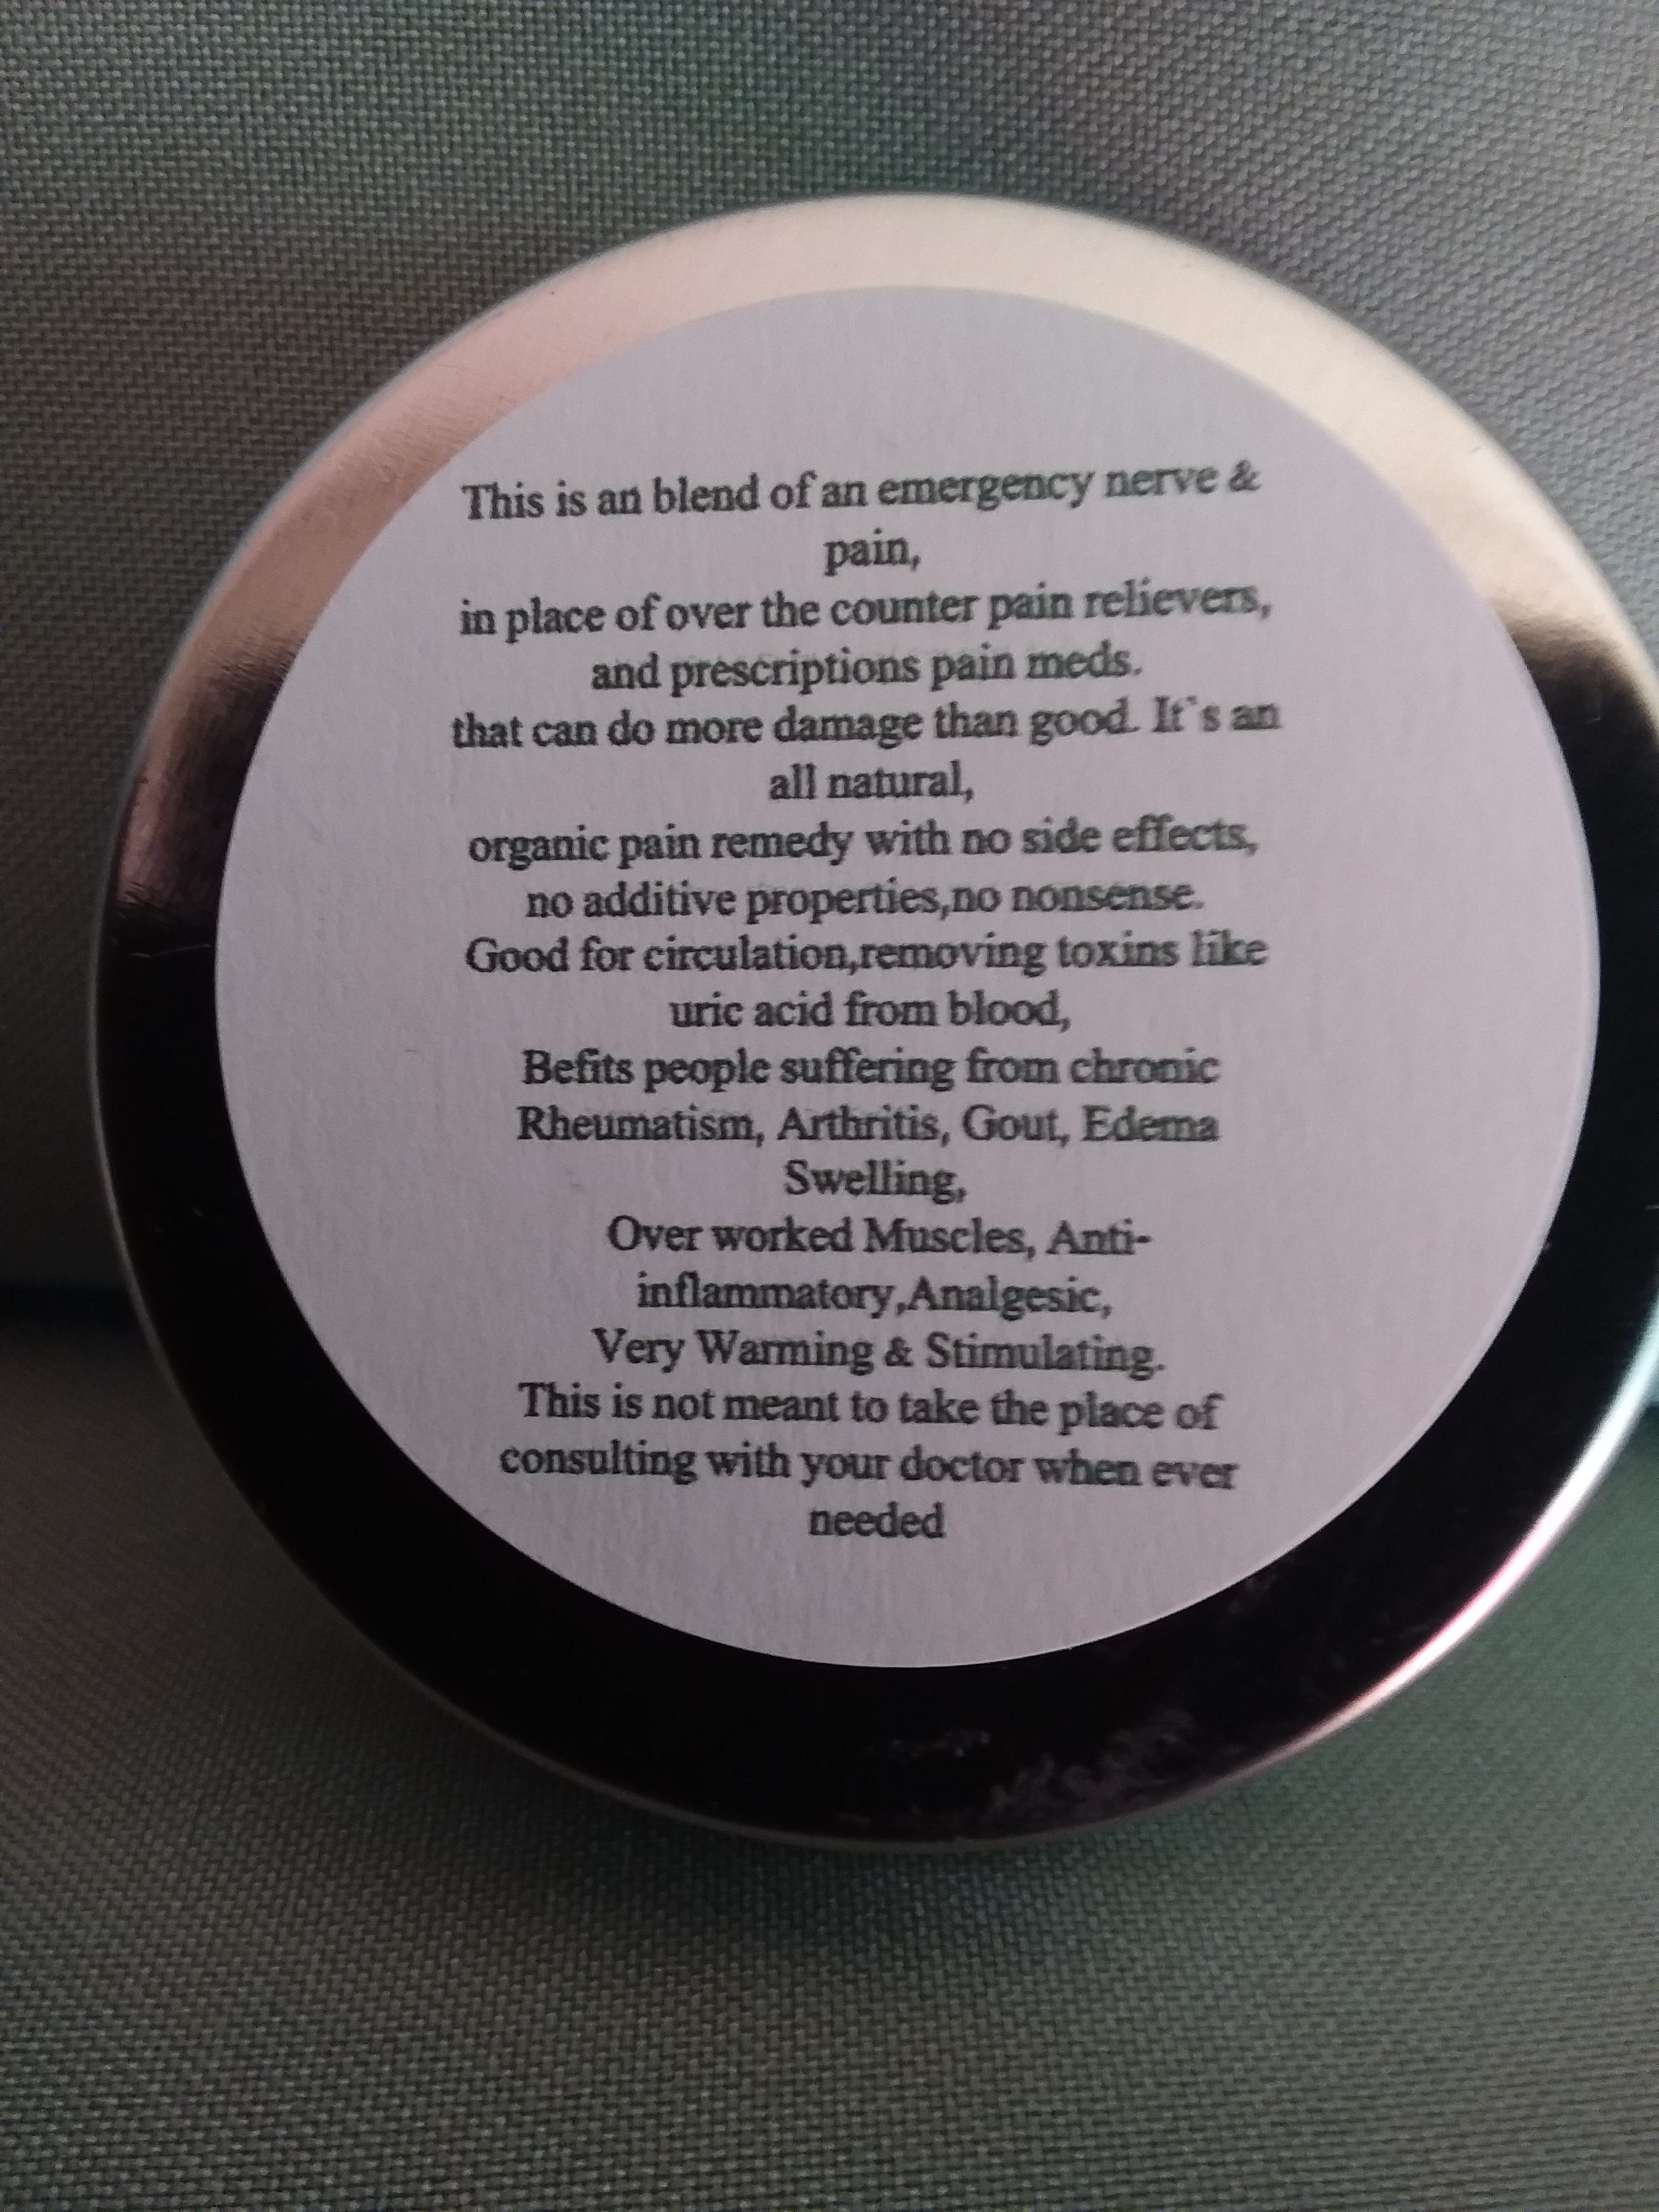 This is an blend of an emergency nerve &
pain,
in place of over the counter pain relievers,
and prescriptions pain meds.
that can do more damage than good. It`s an
all natural,
organic pain remedy with no side effects,
no additive properties,no nonsense.
Good for circulation,removing toxins like
uric acid from blood,
Befits people suffering from chronic
Rheumatism, Arthritis, Gout, Edema
Swelling,
Over worked Muscles, Anti-
inflammatory,Analgesic,
Very Warming & Stimulating.
This is not meant to take the place of
consulting with your doctor when ever
needed